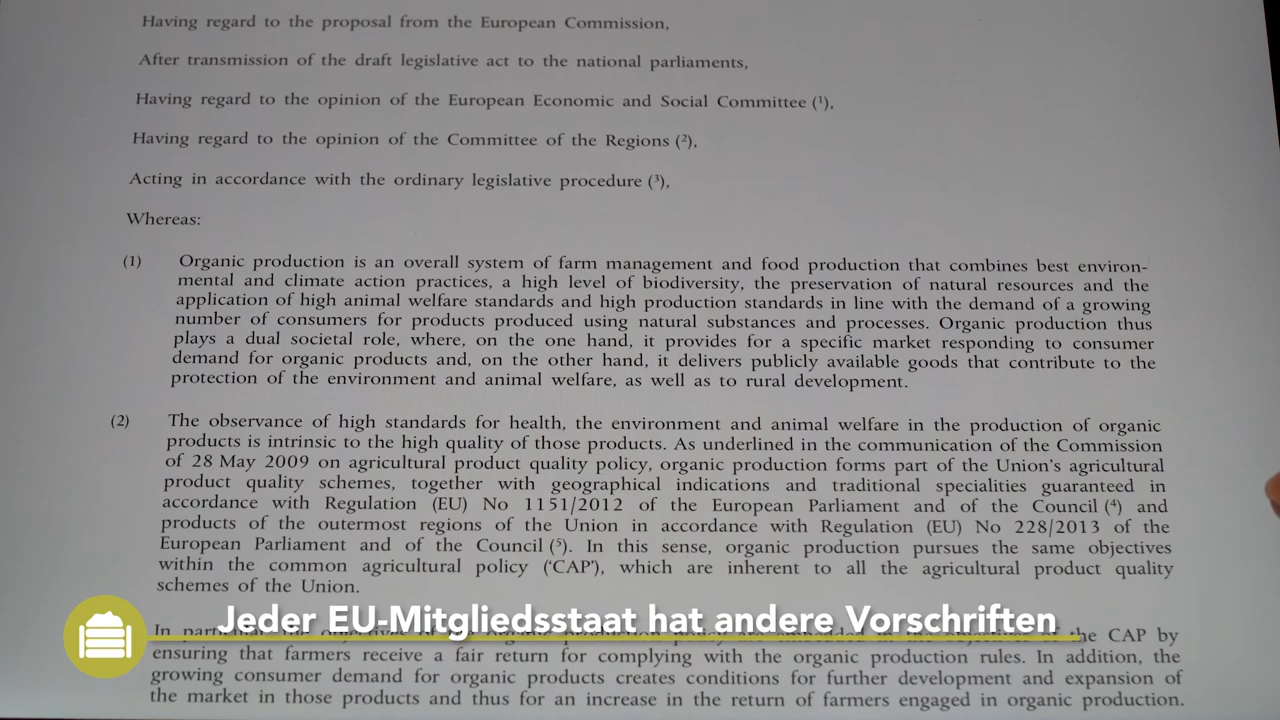 Having regard to the proposal from the European Commission,
After transmission of the draft legislative act to the national parliaments,
Having regard to the opinion of the European Economic and Social Committee (¹),
Having regard to the opinion of the Committee of the Regions (²),
Acting in accordance with the ordinary legislative procedure (³),
Whereas:
(1) Organic production is an overall system of farm management and food production that combines best environ-
mental and climate action practices, a high level of biodiversity, the preservation of natural resources and the
application of high animal welfare standards and high production standards in line with the demand of a growing
number of consumers for products produced using natural substances and processes. Organic production thus
plays a dual societal role, where, on the one hand, it provides for a specific market responding to consumer
demand for organic products and, on the other hand, it delivers publicly available goods that contribute to the
protection of the environment and animal welfare, as well as to rural development.
(2) The observance of high standards for health, the environment and animal welfare in the production of organic
products is intrinsic to the high quality of those products. As underlined in the communication of the Commission
of 28 May 2009 on agricultural product quality policy, organic production forms part of the Union's agricultural
product quality schemes, together with geographical indications and traditional specialities guaranteed in
accordance with Regulation (EU) No 1151/2012 of the European Parliament and of the Council (⁴) and
products of the outermost regions of the Union in accordance with Regulation (EU) No 228/2013 of the
European Parliament and of the Council (⁵). In this sense, organic production pursues the same objectives
within the common agricultural policy ('CAP'), which are inherent to all the agricultural product quality
schemes of the Union.
Jeder EU-Mitgliedsstaat hat andere Vorschriften
In the CAP by
ensuring that farmers receive a fair return for complying with the organic production rules. In addition, the
growing consumer demand for organic products creates conditions for further development and expansion of
the market in those products and thus for an increase in the return of farmers engaged in organic production.